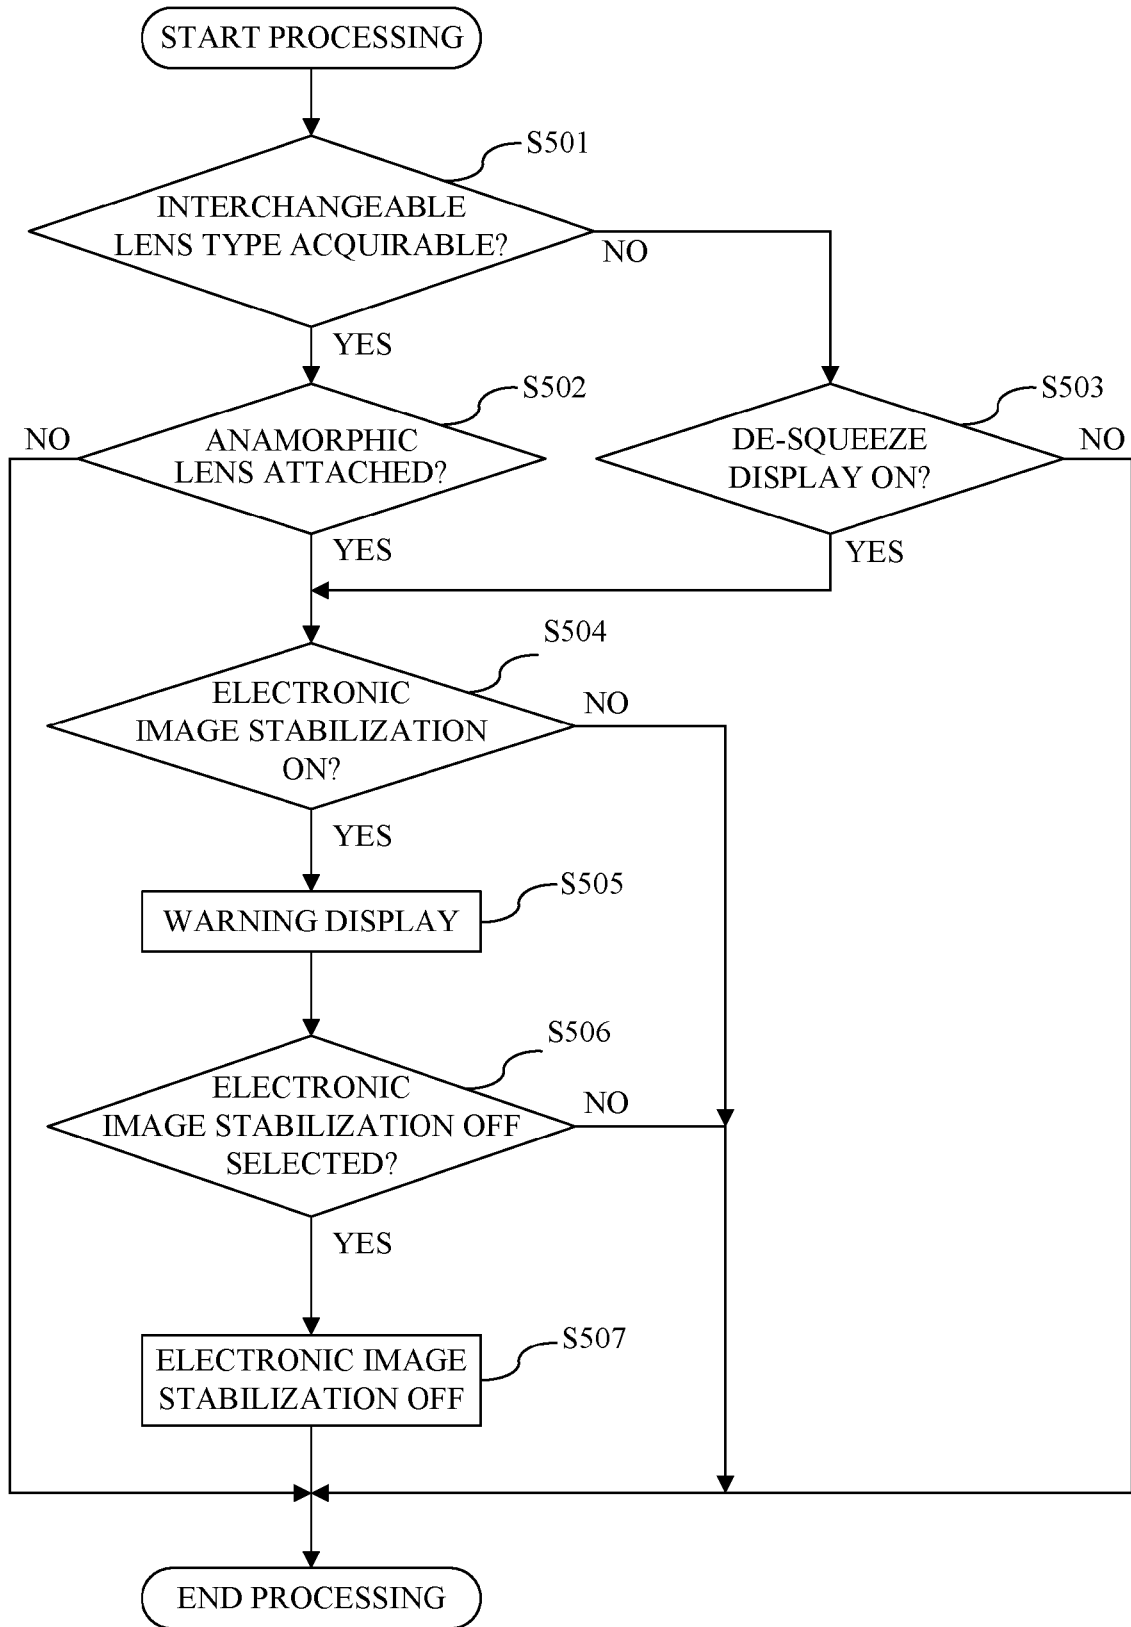 START PROCESSING
S501
INTERCHANGEABLE
LENS TYPE ACQUIRABLE?
NO
YES
S502
S503
NO
ANAMORPHIC
LENS ATTACHED?
DE-SQUEEZE
DISPLAY ON?
NO
YES
YES
S504
ELECTRONIC
IMAGE STABILIZATION
ON?
NO
YES
S505
WARNING DISPLAY
S506
ELECTRONIC
IMAGE STABILIZATION OFF
SELECTED?
NO
YES
S507
ELECTRONIC IMAGE
STABILIZATION OFF
END PROCESSING